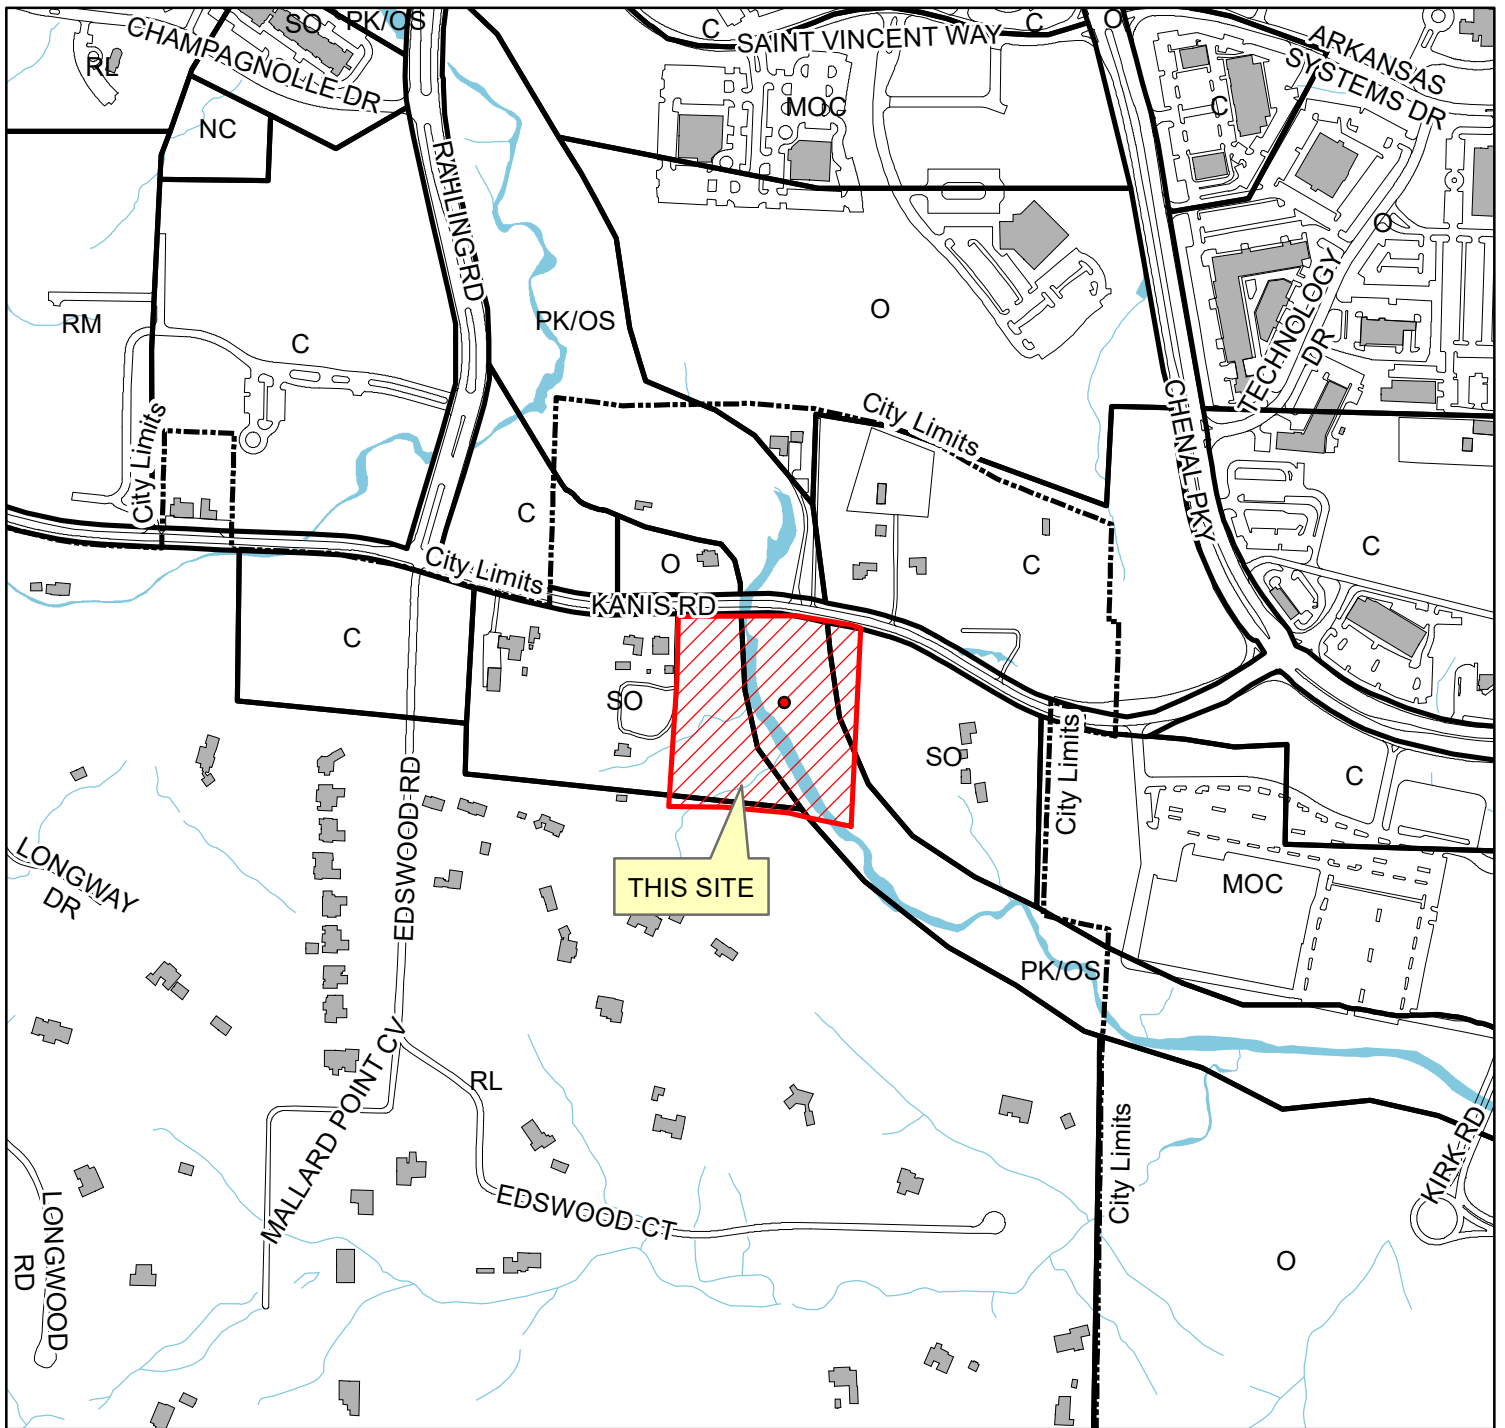 SO
PK/OS
C
SAINT VINCENT WAY
C
O
CHAMPAGNOLLE DR
RL
ARKANSAS
SYSTEMS DR
MOC
C
NC
RAHLING RD
O
TECHNOLOGY
DR
RM
C
PK/OS
O
CHENAL PKY
City Limits
City Limits
C
City Limits
O
C
C
KANIS RD
C
SO
SO
City Limits
C
EDSWOOD RD
THIS SITE
MOC
LONGWAY
DR
PK/OS
MALLARD POINT CV
RL
City Limits
KIRK RD
EDSWOOD CT
LONGWOOD
RD
O